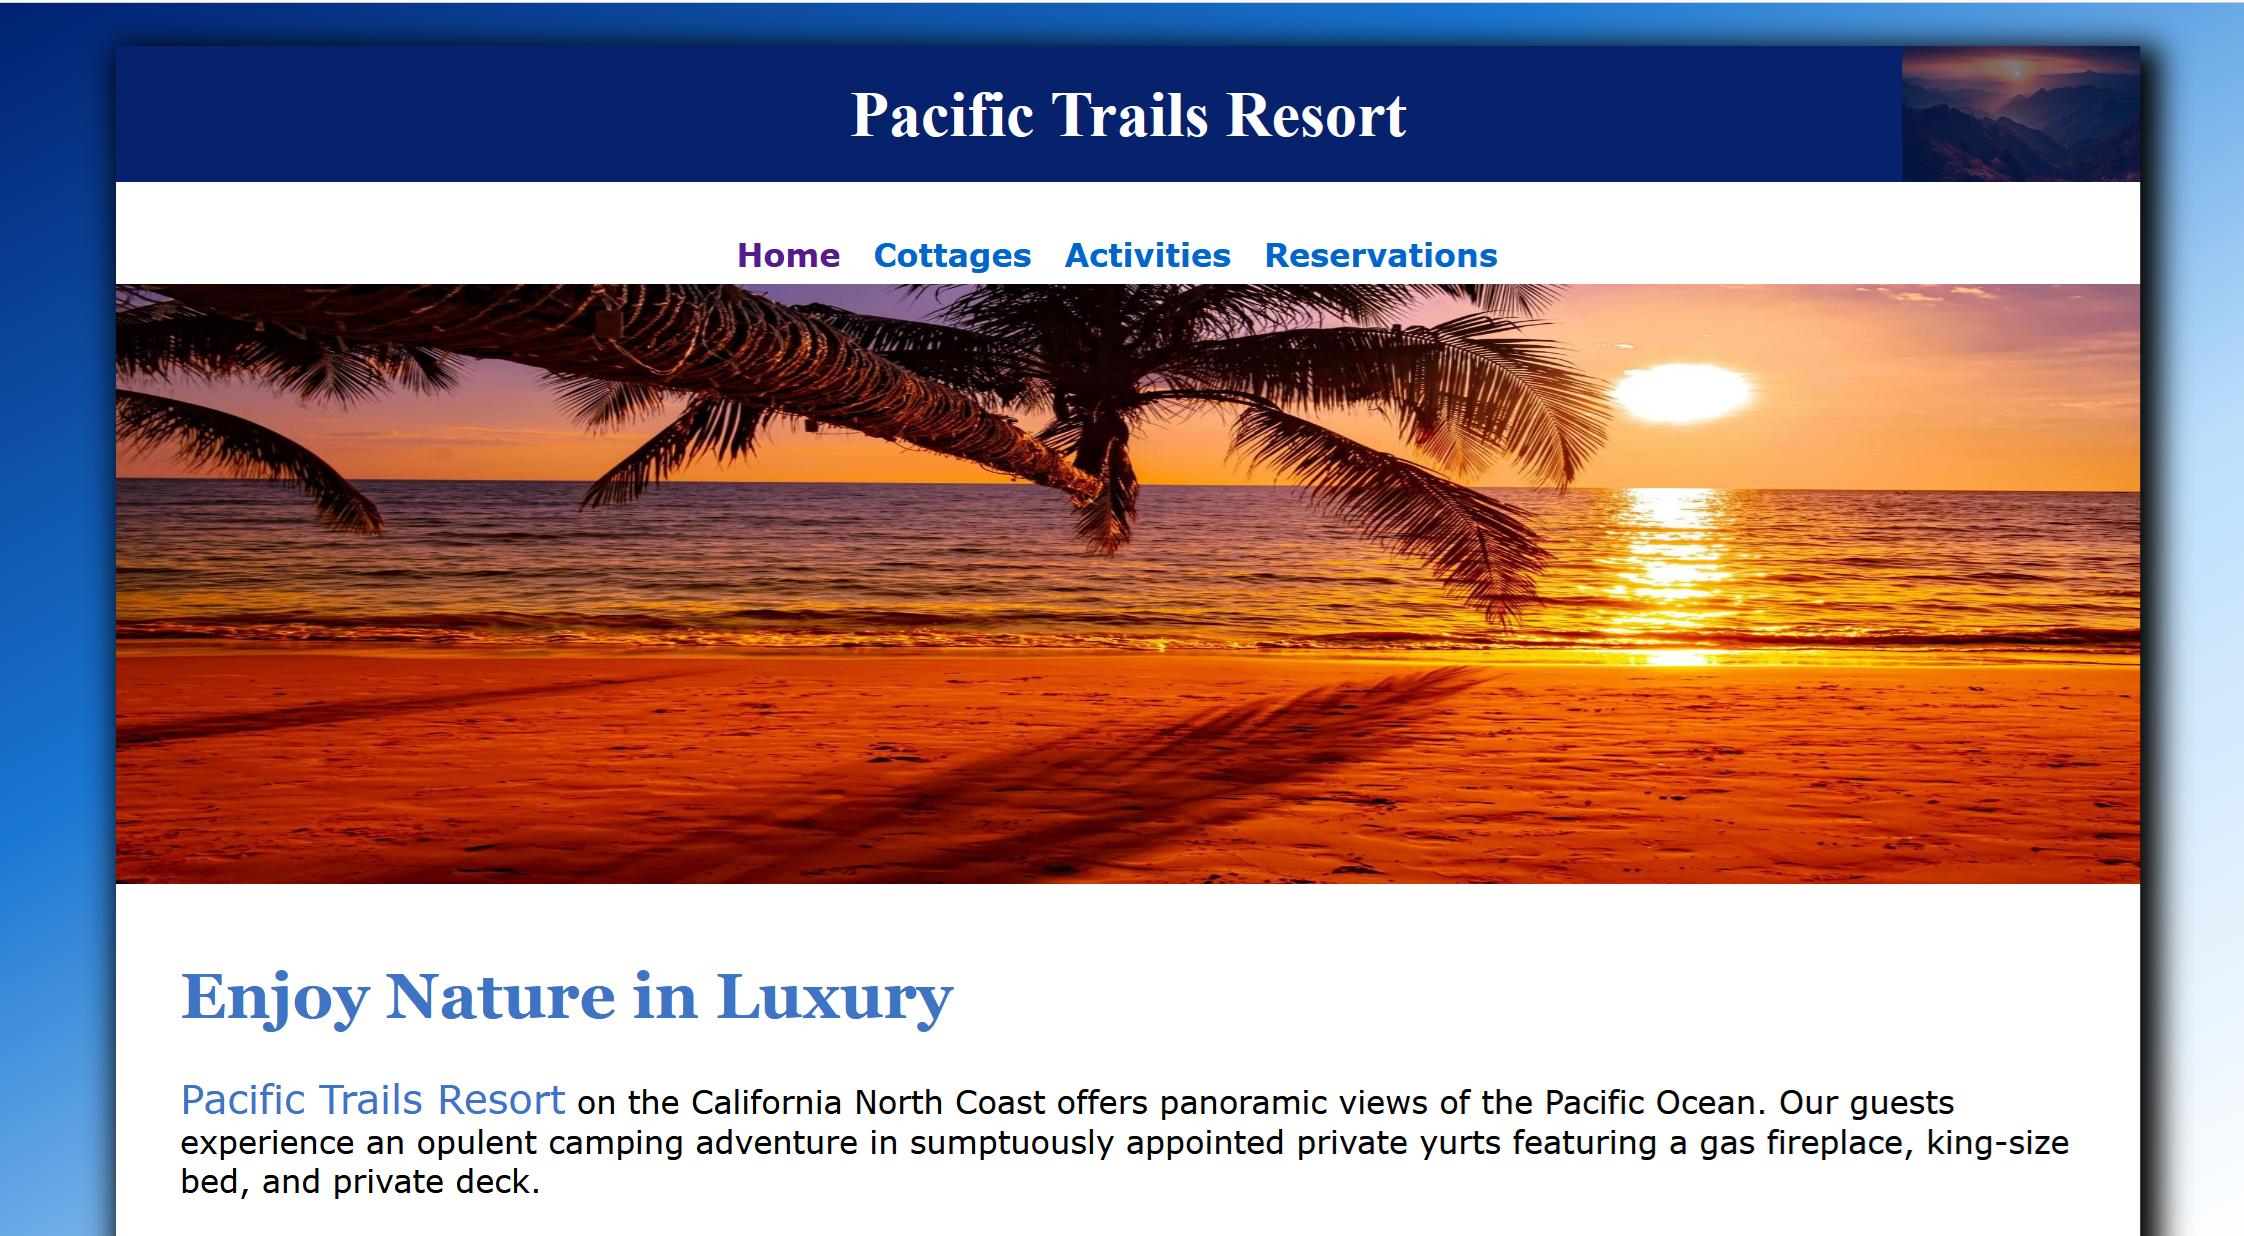 Pacific Trails Resort
Home Cottages Activities Reservations
Enjoy Nature in Luxury
Pacific Trails Resort on the California North Coast offers panoramic views of the Pacific Ocean. Our guests
experience an opulent camping adventure in sumptuously appointed private yurts featuring a gas fireplace, king-size
bed, and private deck.